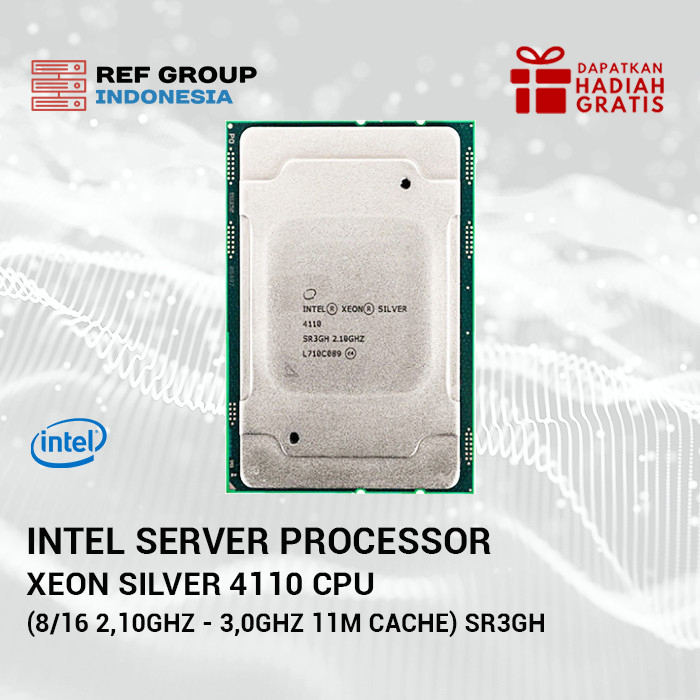 REF GROUP
INDONESIA
DAPATKAN
HADIAH
GRATIS
INTEL® XEON® SILVER
4110
SR3GH 2.10GHZ
L710C089 e4
intel
INTEL SERVER PROCESSOR
XEON SILVER 4110 CPU
(8/16 2,10GHZ - 3,0GHZ 11M CACHE) SR3GH